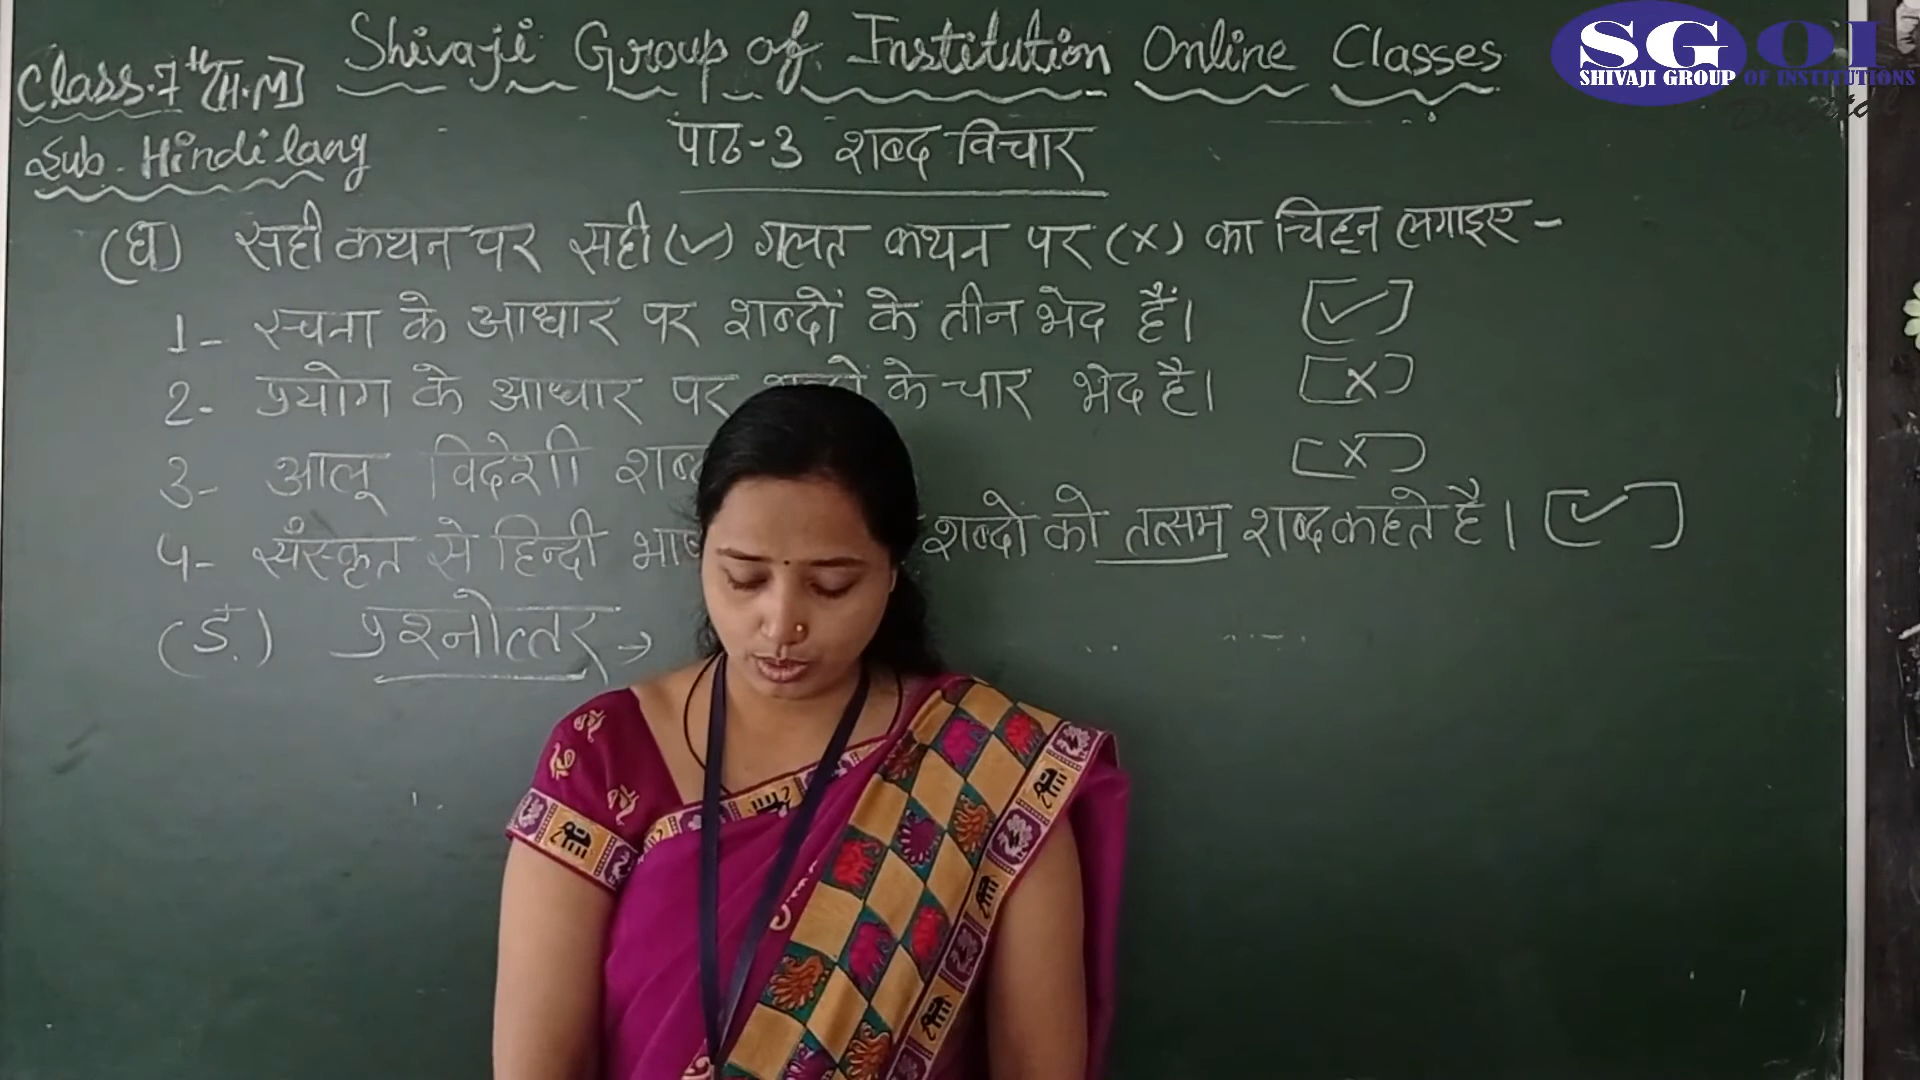 Shivaji Group of Institution Online Classes
Class.7th [H.M]
Sub. Hindi lang
पाठ-3 शब्द विचार
(घ) सही कथन पर सही (✓) गलत कथन पर (×) का चिह्न लगाइए -
1- रचना के आधार पर शब्दों के तीन भेद हैं। [✓]
2- प्रयोग के आधार पर के चार भेद है। [×]
3- आलू विदेशी [×]
4- संस्कृत से हिन्दी शब्दो को तत्सम शब्द कहते है। [✓]
(ड.) प्रश्नोत्तर →
SGOI
SHIVAJI GROUP OF INSTITUTIONS